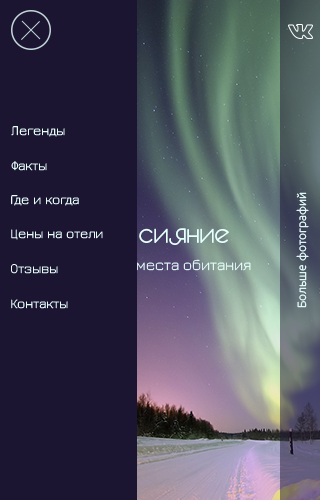 Легенды
Факты
Где и когда
Цены на отели
Отзывы
Контакты
сияние
места обитания
Больше фотографий